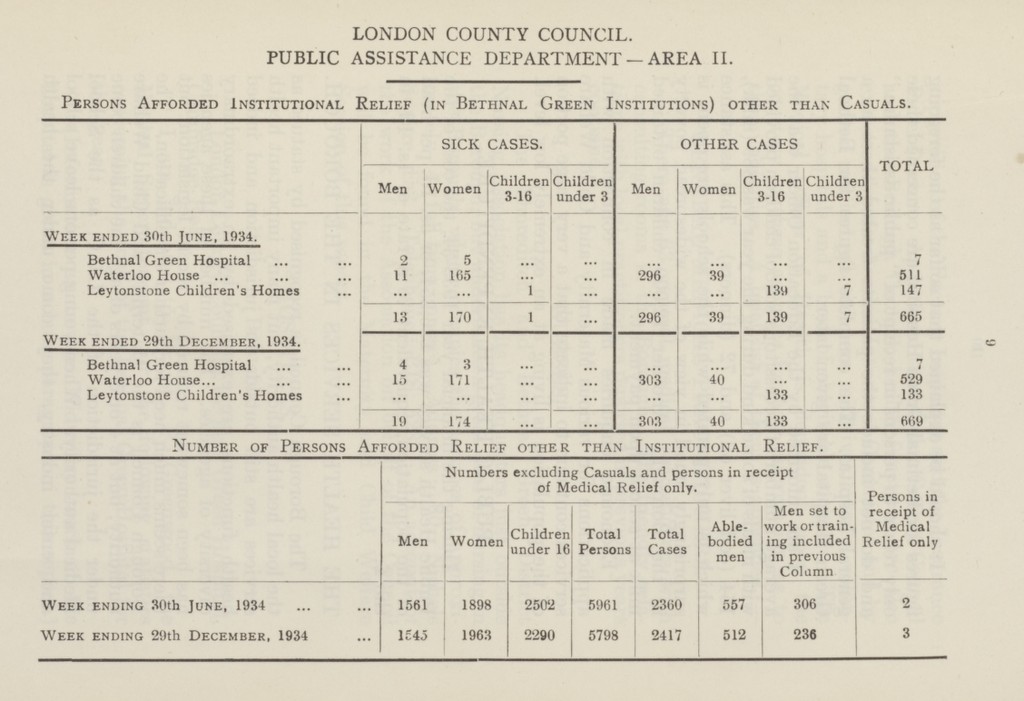 LONDON COUNTY COUNCIL.
PUBLIC ASSISTANCE DEPARTMENT — AREA II.
PERSONS AFFORDED INSTITUTIONAL RELIEF (IN BETHNAL GREEN INSTITUTIONS) OTHER THAN CASUALS.
SICK CASES. OTHER CASES TOTAL
Men Women Children 3-16 Children under 3 Men Women Children 3-16 Children under 3
WEEK ENDED 30th JUNE, 1934.
Bethnal Green Hospital ... ... 2 5 ... ... ... ... ... ... 7
Waterloo House ... ... ... 11 165 ... ... 296 39 ... ... 511
Leytonstone Children's Homes ... ... ... 1 ... ... ... 139 7 147
13 170 1 ... 296 39 139 7 665
WEEK ENDED 29th DECEMBER, 1934.
Bethnal Green Hospital ... ... 4 3 ... ... ... ... ... ... 7
Waterloo House... ... ... 15 171 ... ... 303 40 ... ... 529
Leytonstone Children's Homes ... ... ... ... ... ... ... 133 ... 133
19 174 ... ... 303 40 133 ... 669
NUMBER OF PERSONS AFFORDED RELIEF OTHER THAN INSTITUTIONAL RELIEF.
Numbers excluding Casuals and persons in receipt
of Medical Relief only.
Men Women Children under 16 Total Persons Total Cases Able-bodied men Men set to work or train-ing included in previous Column Persons in receipt of Medical Relief only
WEEK ENDING 30th JUNE, 1934 ... ... 1561 1898 2502 5961 2360 557 306 2
WEEK ENDING 29th DECEMBER, 1934 ... 1545 1963 2290 5798 2417 512 236 3